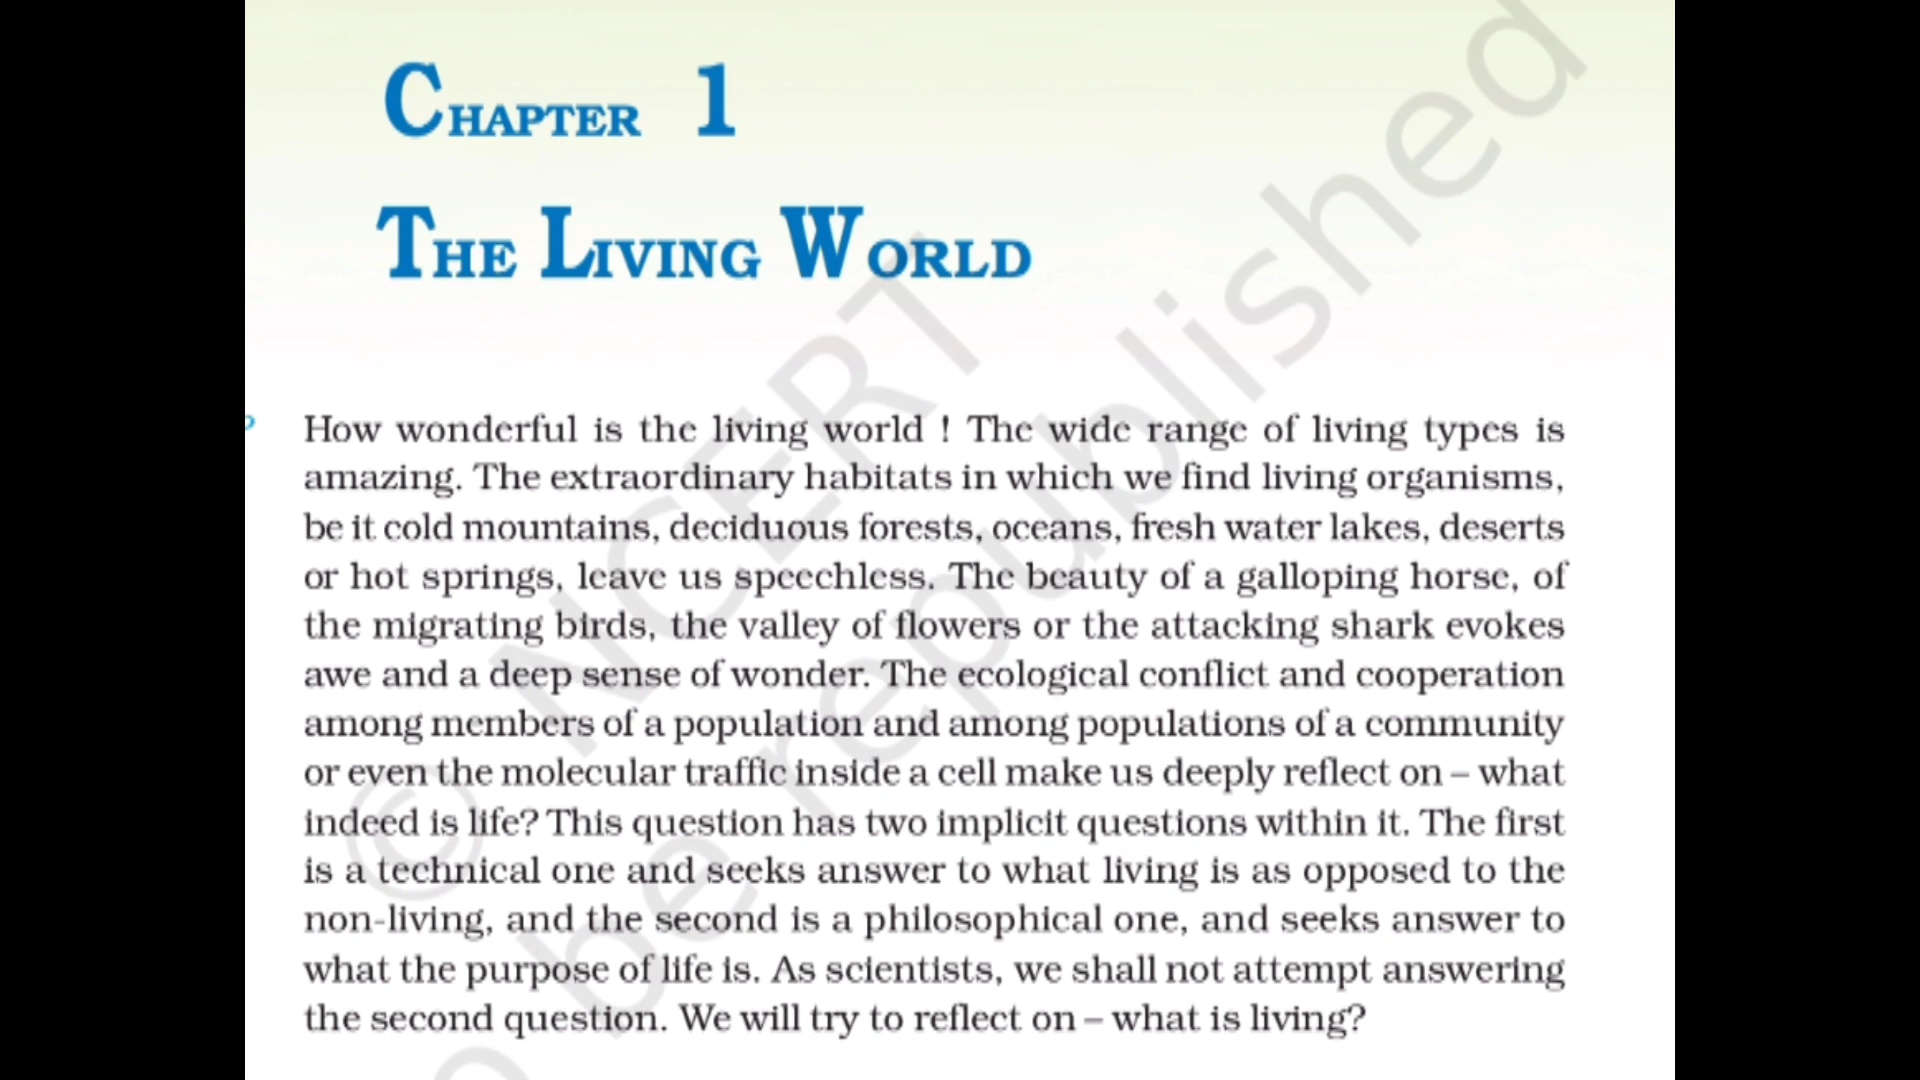 CHAPTER 1
THE LIVING WORLD
How wonderful is the living world ! The wide range of living types is
amazing. The extraordinary habitats in which we find living organisms,
be it cold mountains, deciduous forests, oceans, fresh water lakes, deserts
or hot springs, leave us speechless. The beauty of a galloping horse, of
the migrating birds, the valley of flowers or the attacking shark evokes
awe and a deep sense of wonder. The ecological conflict and cooperation
among members of a population and among populations of a community
or even the molecular traffic inside a cell make us deeply reflect on – what
indeed is life? This question has two implicit questions within it. The first
is a technical one and seeks answer to what living is as opposed to the
non-living, and the second is a philosophical one, and seeks answer to
what the purpose of life is. As scientists, we shall not attempt answering
the second question. We will try to reflect on – what is living?
© NCERT
be republished